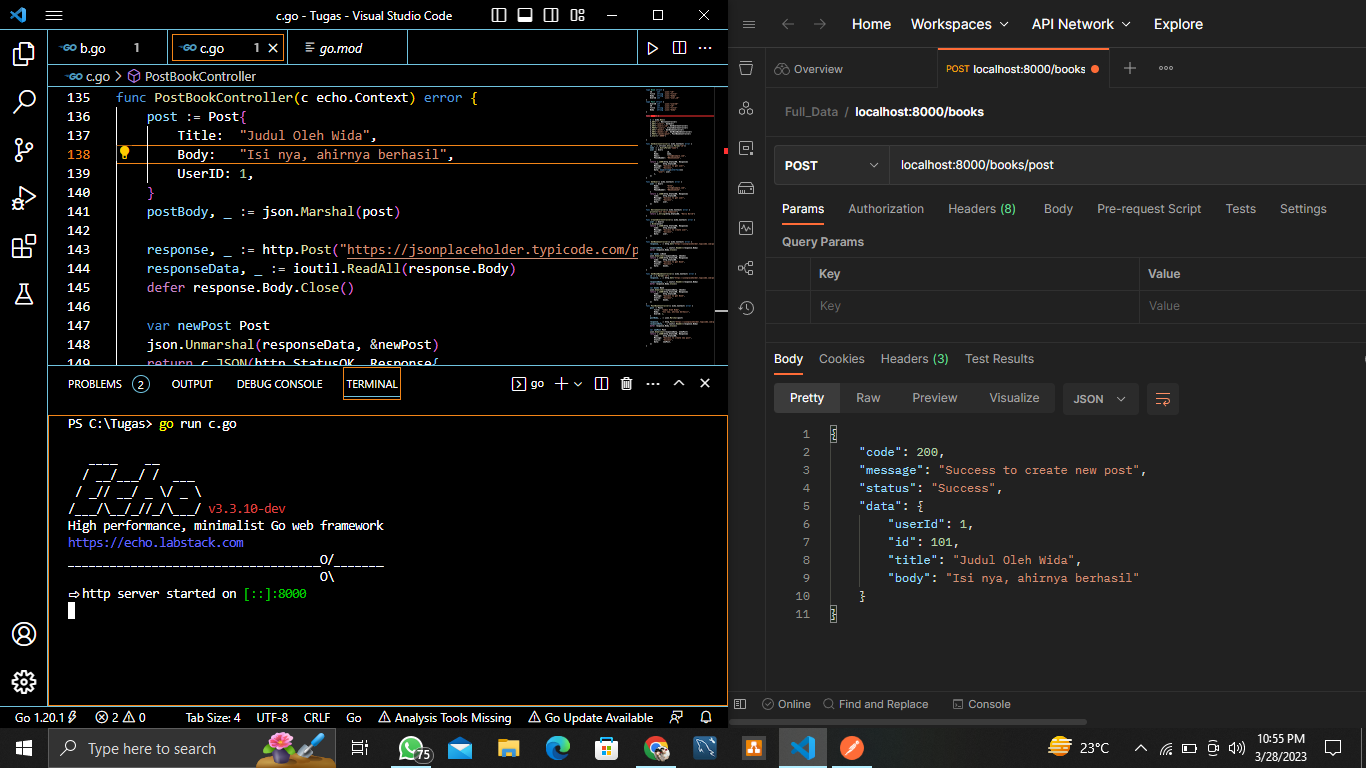 c.go - Tugas - Visual Studio Code
b.go 1
c.go 1
go.mod
c.go > PostBookController
135 func PostBookController(c echo.Context) error {
136 post := Post{
137 Title: "Judul Oleh Wida",
138 Body: "Isi nya, ahirnya berhasil",
139 UserID: 1,
140 }
141 postBody, _ := json.Marshal(post)
142
143 response, _ := http.Post("https://jsonplaceholder.typicode.com/p
144 responseData, _ := ioutil.ReadAll(response.Body)
145 defer response.Body.Close()
146
147 var newPost Post
148 json.Unmarshal(responseData, &newPost)
149 return c.JSON(http.StatusOK, Response{
PROBLEMS 2 OUTPUT DEBUG CONSOLE TERMINAL go
PS C:\Tugas> go run c.go
v3.3.10-dev
High performance, minimalist Go web framework
https://echo.labstack.com
____________________________________O/_______
O\
⇨ http server started on [::]:8000
Go 1.20.1 2 0 Tab Size: 4 UTF-8 CRLF Go Analysis Tools Missing Go Update Available
Home Workspaces API Network Explore
Overview
POST localhost:8000/books
Full_Data / localhost:8000/books
POST localhost:8000/books/post
Params Authorization Headers (8) Body Pre-request Script Tests Settings
Query Params
Key Value
Key Value
Body Cookies Headers (3) Test Results
Pretty Raw Preview Visualize JSON
1 {
2 "code": 200,
3 "message": "Success to create new post",
4 "status": "Success",
5 "data": {
6 "userId": 1,
7 "id": 101,
8 "title": "Judul Oleh Wida",
9 "body": "Isi nya, ahirnya berhasil"
10 }
11 }
Online Find and Replace Console
Type here to search
75
23°C
10:55 PM
3/28/2023